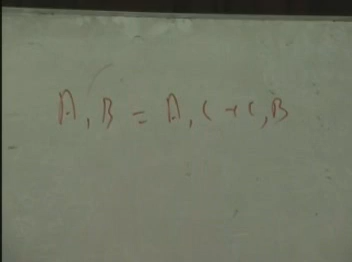 A, B = A, C + C, B